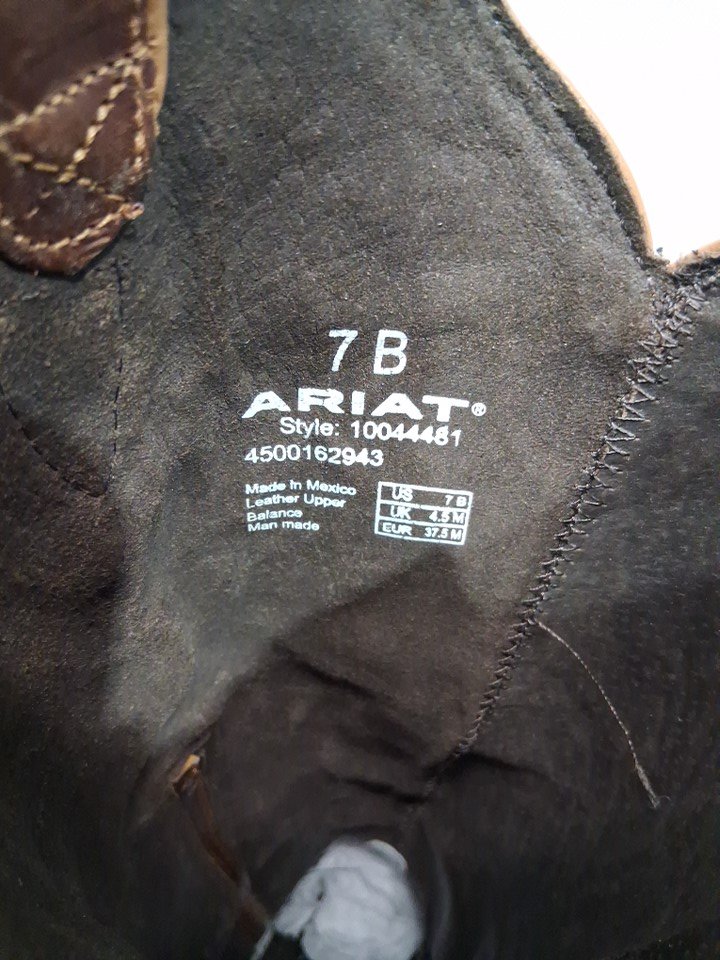 7 B
ARIAT®
Style: 10044481
4500162943
Made in Mexico
Leather Upper
Balance
Man made
US 7 B
UK 4.5 M
EUR 37.5 M